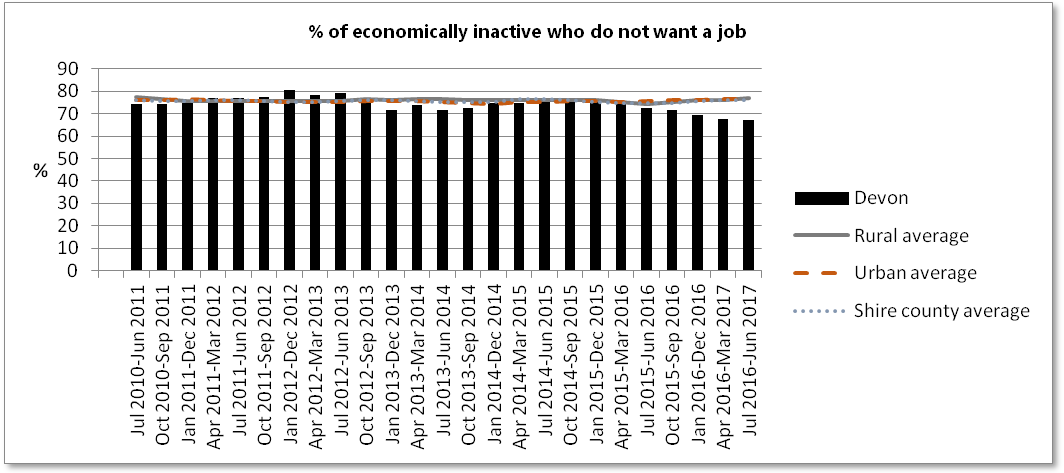 % of economically inactive who do not want a job
90
80
70
60
50
40
30
20
10
0
%
Jul 2010-Jun 2011
Oct 2010-Sep 2011
Jan 2011-Dec 2011
Apr 2011-Mar 2012
Jul 2011-Jun 2012
Oct 2011-Sep 2012
Jan 2012-Dec 2012
Apr 2012-Mar 2013
Jul 2012-Jun 2013
Oct 2012-Sep 2013
Jan 2013-Dec 2013
Apr 2013-Mar 2014
Jul 2013-Jun 2014
Oct 2013-Sep 2014
Jan 2014-Dec 2014
Apr 2014-Mar 2015
Jul 2014-Jun 2015
Oct 2014-Sep 2015
Jan 2015-Dec 2015
Apr 2015-Mar 2016
Jul 2015-Jun 2016
Oct 2015-Sep 2016
Jan 2016-Dec 2016
Apr 2016-Mar 2017
Jul 2016-Jun 2017
Devon
Rural average
Urban average
Shire county average